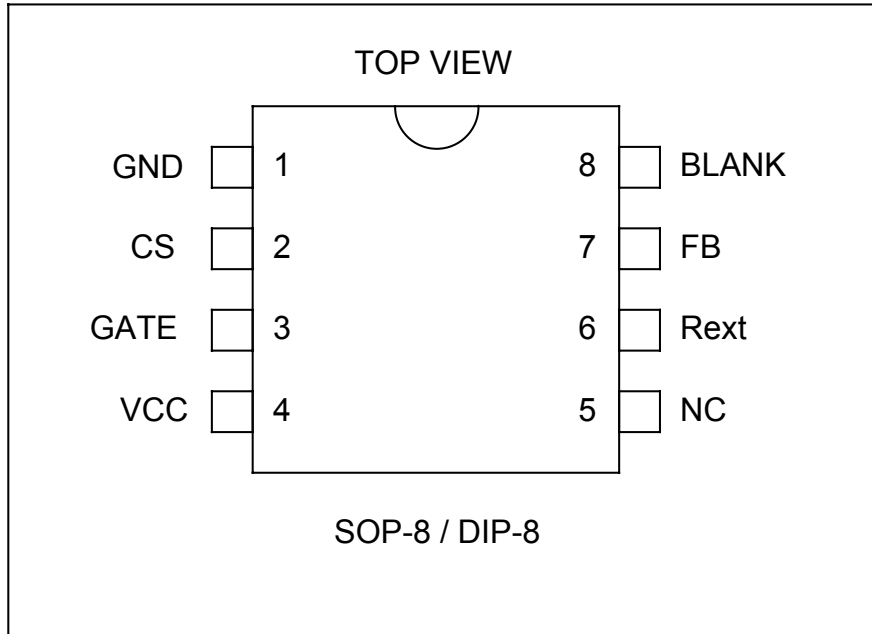 TOP VIEW
GND 1 8 BLANK
CS 2 7 FB
GATE 3 6 Rext
VCC 4 5 NC
SOP-8 / DIP-8